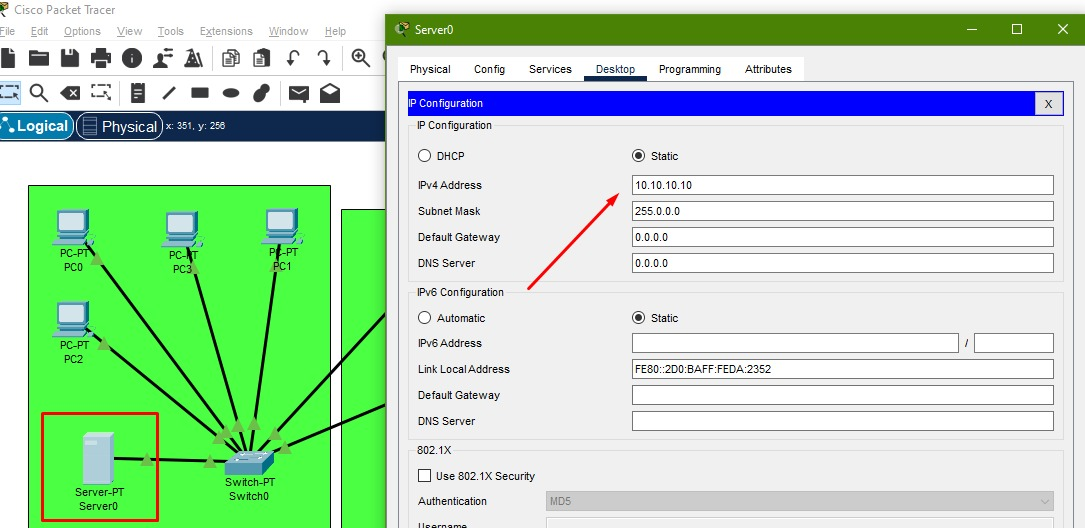 Cisco Packet Tracer
File Edit Options View Tools Extensions Window Help
Logical Physical x: 351, y: 256
PC-PT
PC0
PC-PT
PC3
PC-PT
PC1
PC-PT
PC2
Server-PT
Server0
Switch-PT
Switch0
Server0
Physical Config Services Desktop Programming Attributes
IP Configuration X
IP Configuration
DHCP Static
IPv4 Address 10.10.10.10
Subnet Mask 255.0.0.0
Default Gateway 0.0.0.0
DNS Server 0.0.0.0
IPv6 Configuration
Automatic Static
IPv6 Address /
Link Local Address FE80::2D0:BAFF:FEDA:2352
Default Gateway
DNS Server
802.1X
Use 802.1X Security
Authentication MD5
Username